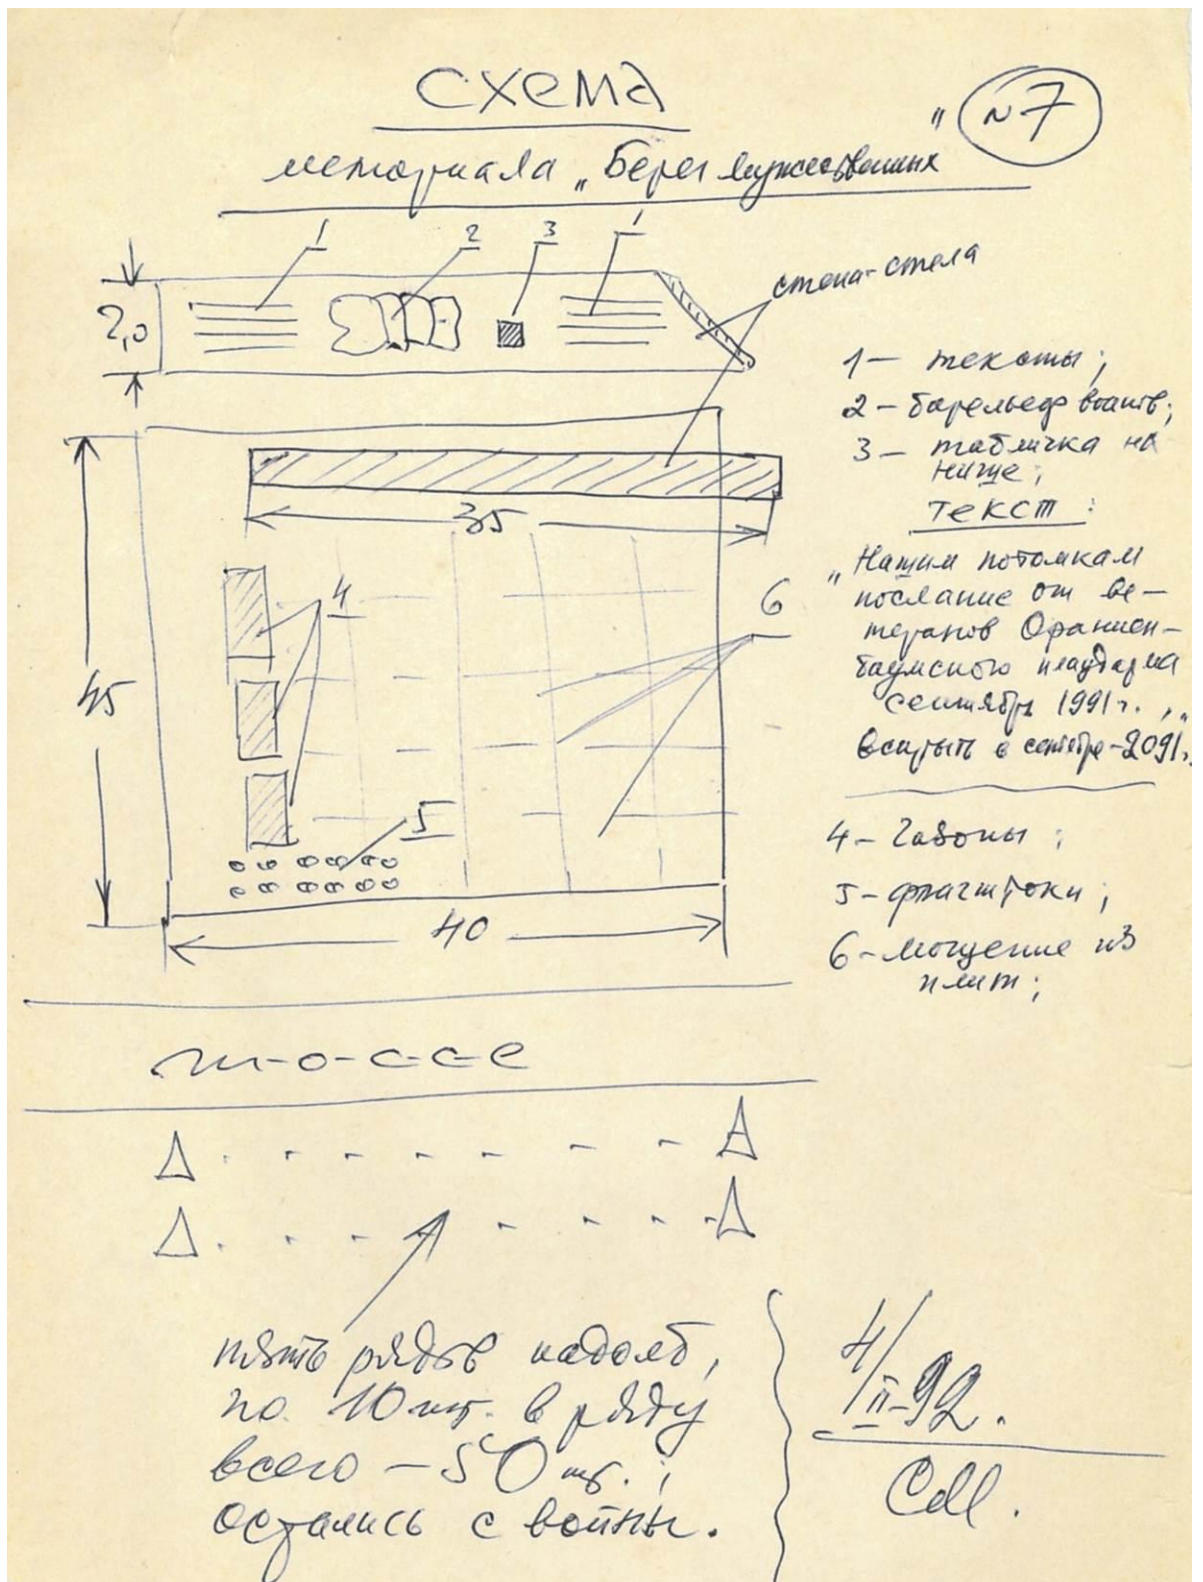 схема
№7
мемориала „Берег мужественных"
1
2
3
1
стена-стела
2,0
1 — тексты;
2 — барельеф воинов;
3 — табличка на
нише;
текст:
35
„Нашим потомкам
послание от ве-
теранов Ораниен-
баумского плацдарма
сентябрь 1991 г.„
вскрыть в сентябре - 2091 г.
4
6
45
5
4 - газоны;
5 - флагштоки;
6 - мощение из
плит;
40
ш-о-с-с-е
пять рядов надолб,
по 10 шт. в ряду
всего — 50 шт.;
остались с войны.
4/II-92.